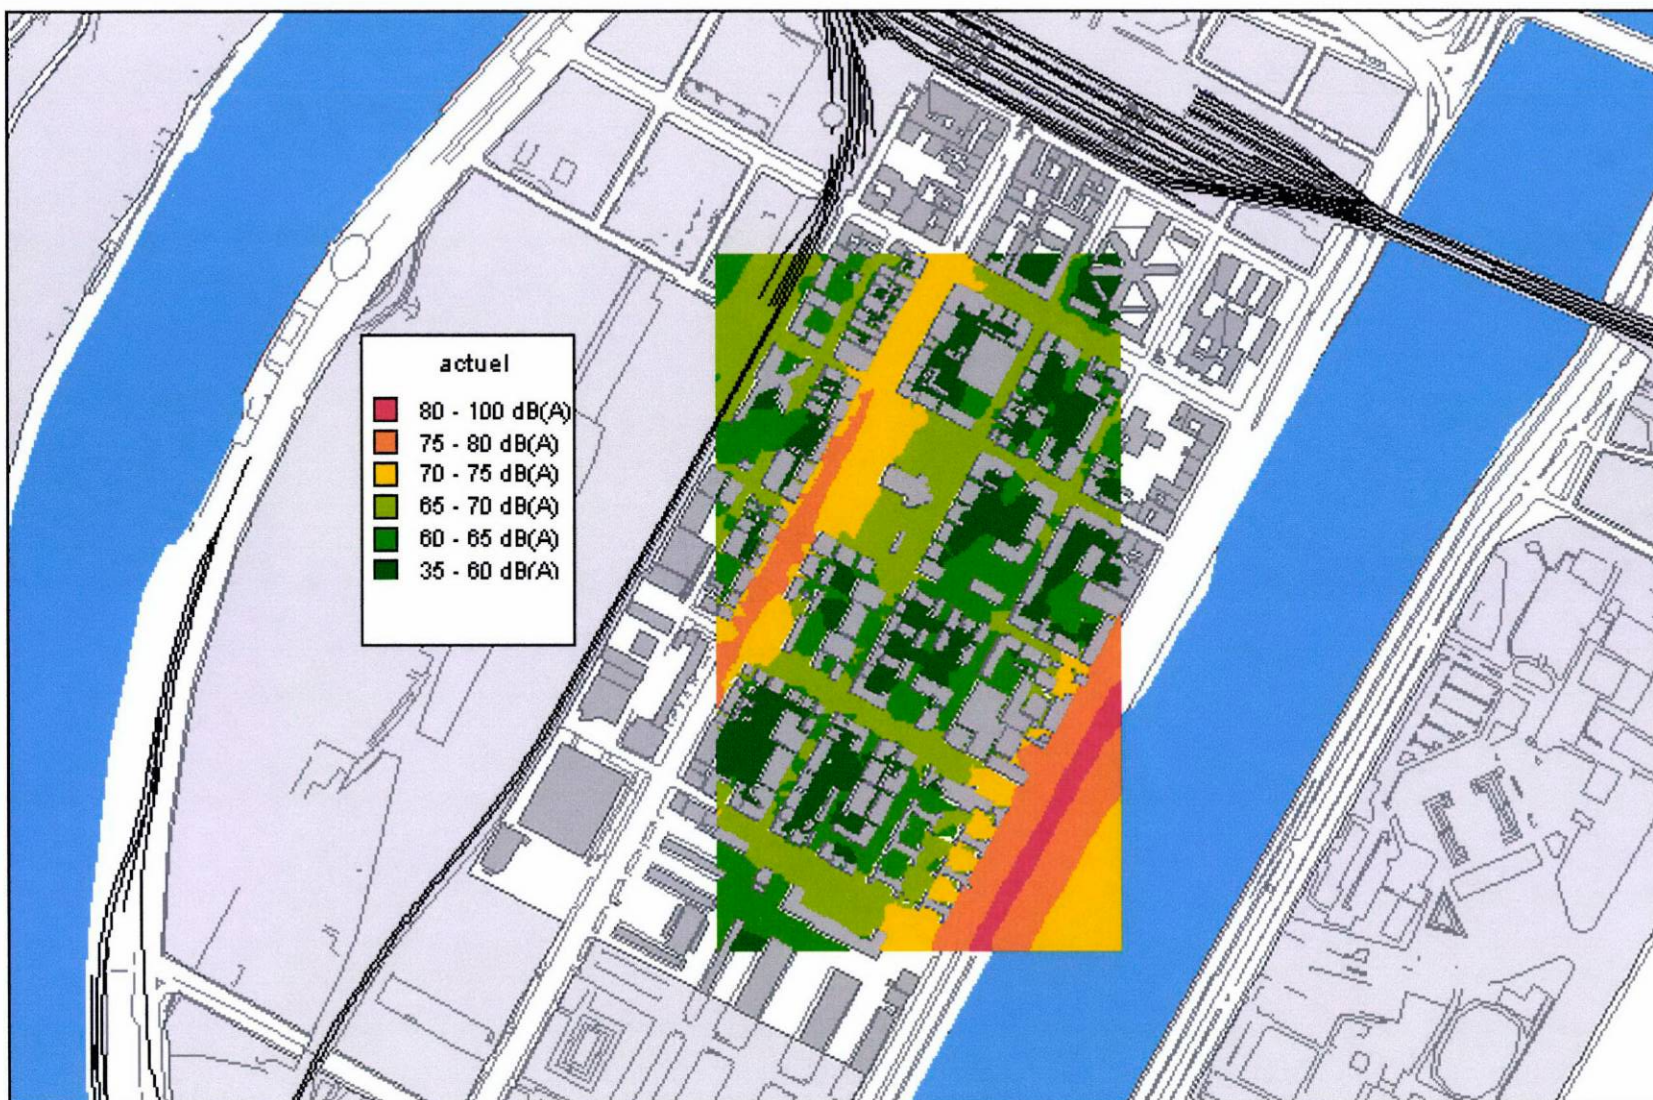 actuel
80 - 100 dB(A)
75 - 80 dB(A)
70 - 75 dB(A)
65 - 70 dB(A)
60 - 65 dB(A)
35 - 60 dB(A)